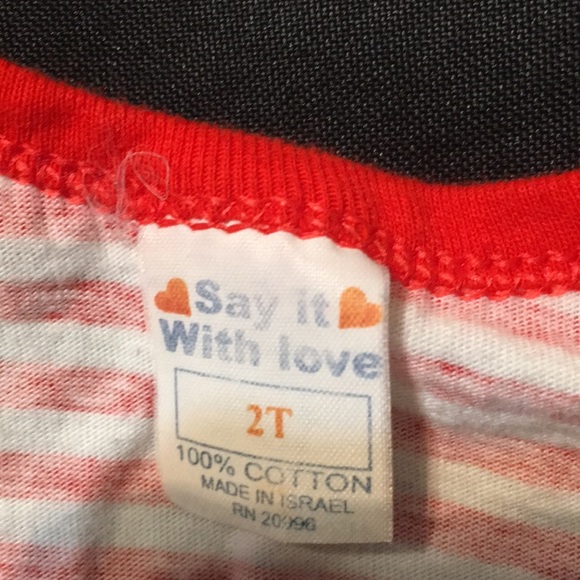 Say it
With love
2T
100% COTTON
MADE IN ISRAEL
RN